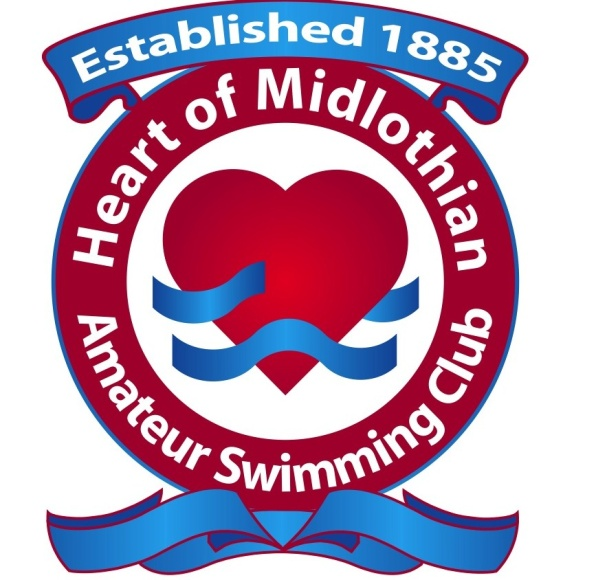 Established 1885
Heart of Midlothian
Amateur Swimming Club